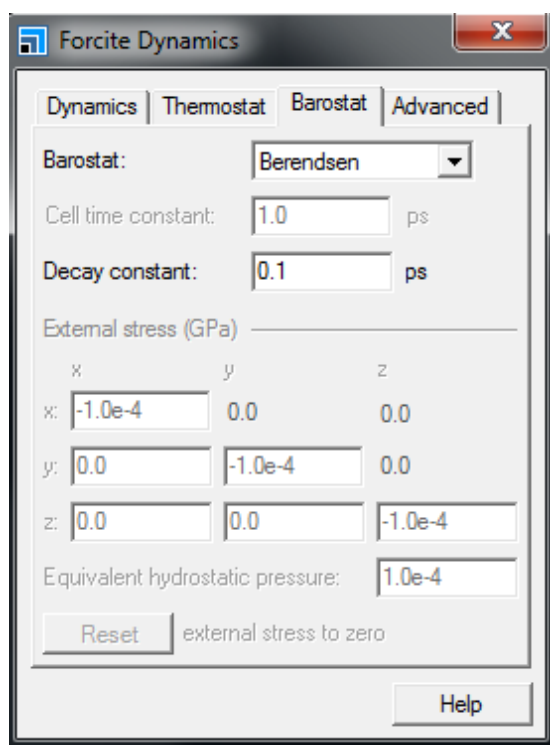 Forcite Dynamics
Dynamics Thermostat Barostat Advanced
Barostat: Berendsen
Cell time constant: 1.0 ps
Decay constant: 0.1 ps
External stress (GPa)
x y z
x: -1.0e-4 0.0 0.0
y: 0.0 -1.0e-4 0.0
z: 0.0 0.0 -1.0e-4
Equivalent hydrostatic pressure: 1.0e-4
Reset external stress to zero
Help